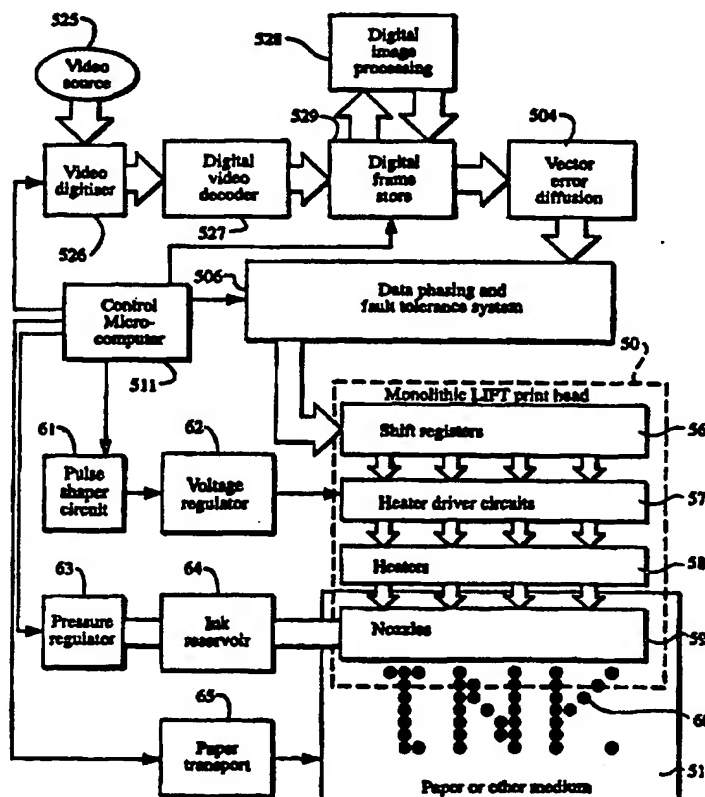 525
Video
source
528
Digital
image
processing
529
504
Video
digitiser
Digital
video
decoder
Digital
frame
store
Vector
error
diffusion
526
527
506
Control
Micro-
computer
511
Data phasing and
fault tolerance system
50
Monolithic LIFT print head
Shift registers
56
61
62
Pulse
shaper
circuit
Voltage
regulator
Heater driver circuits
57
Heaters
58
63
64
Pressure
regulator
Ink
reservoir
Nozzles
59
INK
60
65
Paper
transport
Paper or other medium
51